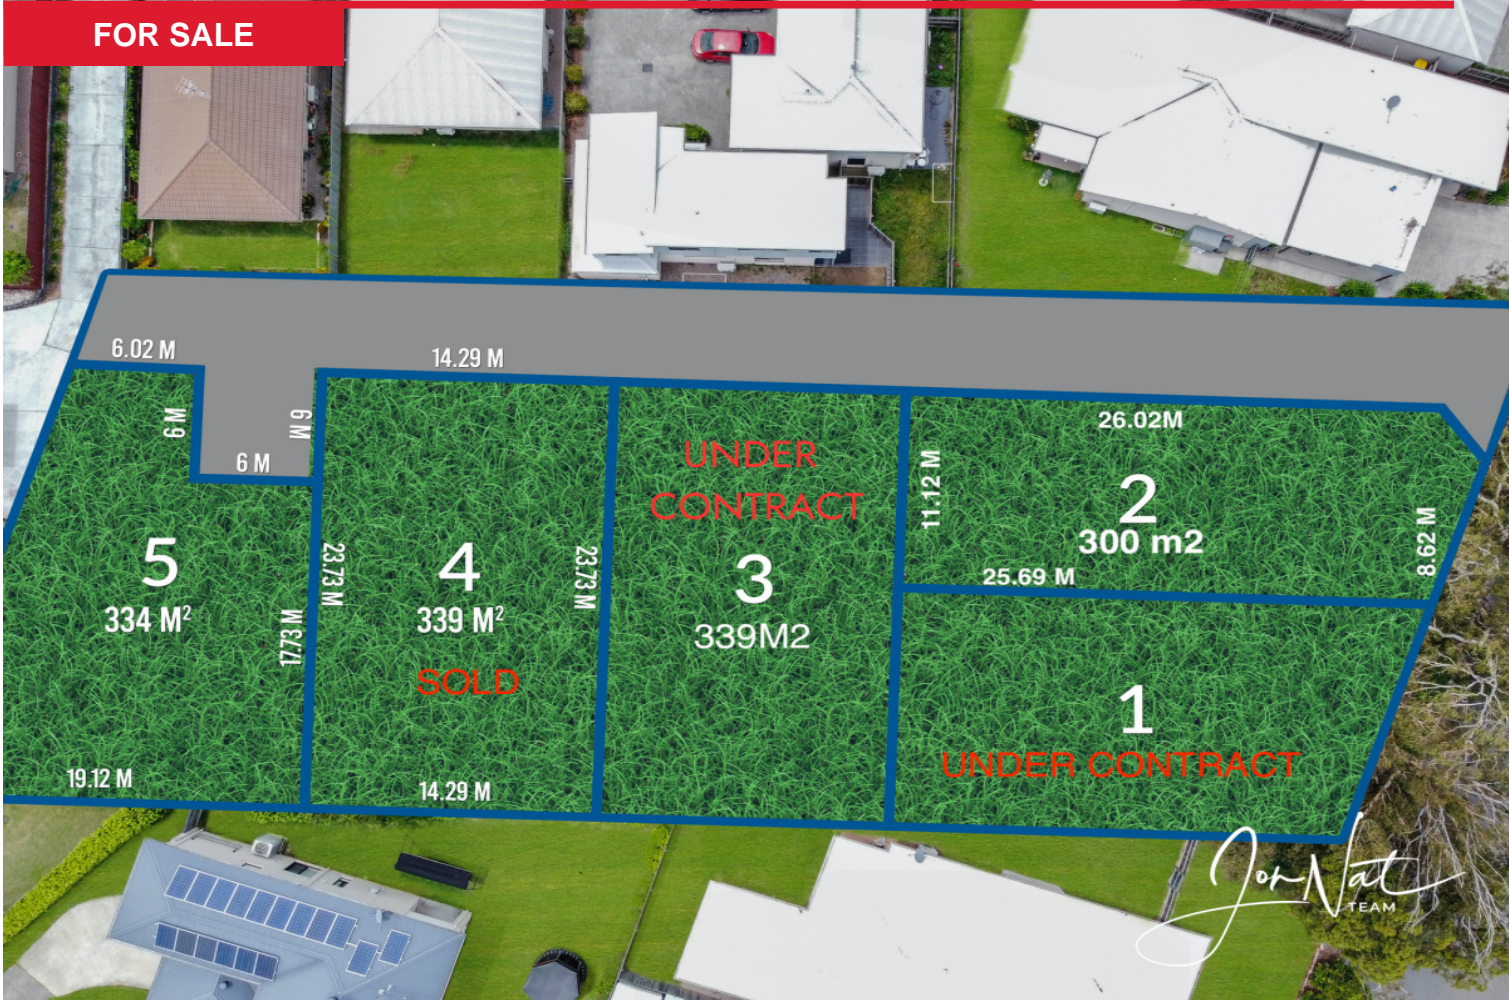 FOR SALE
6.02 M
14.29 M
6 M
6 M
6 M
26.02M
UNDER
CONTRACT
11.12 M
2
300 m2
8.62 M
5
334 M²
4
339 M²
23.73 M
23.73 M
3
339M2
25.69 M
17.73 M
SOLD
1
UNDER CONTRACT
19.12 M
14.29 M
JonNat
TEAM